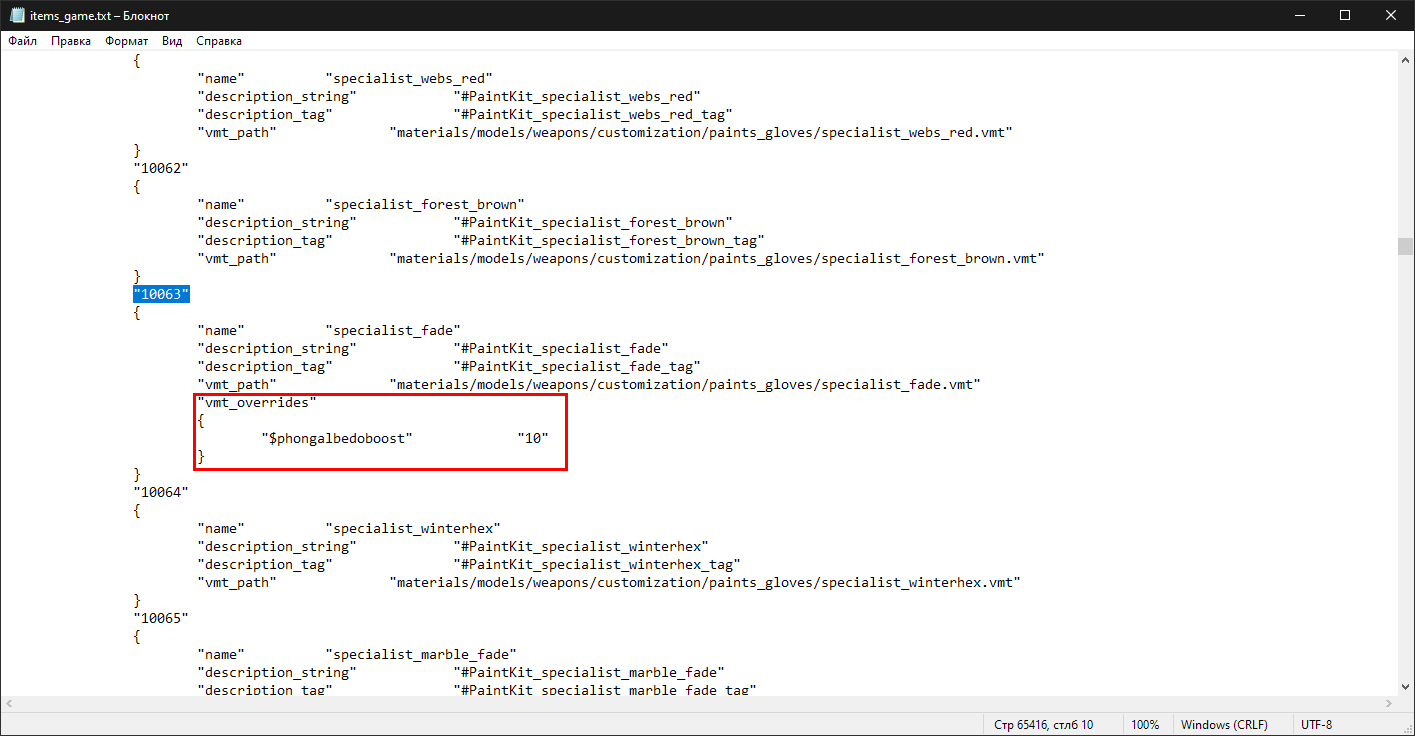 items_game.txt – Блокнот
Файл Правка Формат Вид Справка
{
"name" "specialist_webs_red"
"description_string" "#PaintKit_specialist_webs_red"
"description_tag" "#PaintKit_specialist_webs_red_tag"
"vmt_path" "materials/models/weapons/customization/paints_gloves/specialist_webs_red.vmt"
}
"10062"
{
"name" "specialist_forest_brown"
"description_string" "#PaintKit_specialist_forest_brown"
"description_tag" "#PaintKit_specialist_forest_brown_tag"
"vmt_path" "materials/models/weapons/customization/paints_gloves/specialist_forest_brown.vmt"
}
"10063"
{
"name" "specialist_fade"
"description_string" "#PaintKit_specialist_fade"
"description_tag" "#PaintKit_specialist_fade_tag"
"vmt_path" "materials/models/weapons/customization/paints_gloves/specialist_fade.vmt"
"vmt_overrides"
{
"$phongalbedoboost" "10"
}
}
"10064"
{
"name" "specialist_winterhex"
"description_string" "#PaintKit_specialist_winterhex"
"description_tag" "#PaintKit_specialist_winterhex_tag"
"vmt_path" "materials/models/weapons/customization/paints_gloves/specialist_winterhex.vmt"
}
"10065"
{
"name" "specialist_marble_fade"
"description_string" "#PaintKit_specialist_marble_fade"
"description_tag" "#PaintKit_specialist_marble_fade_tag"
Стр 65416, стлб 10 100% Windows (CRLF) UTF-8